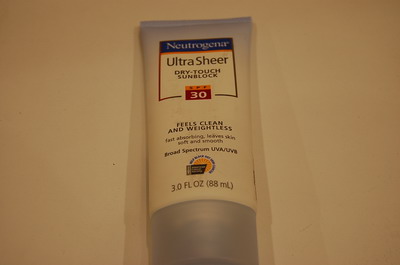 Neutrogena®
Ultra Sheer
DRY-TOUCH
SUNBLOCK
SPF
30
FEELS CLEAN
AND WEIGHTLESS
Fast absorbing, leaves skin
soft and smooth
Broad Spectrum UVA/UVB
3.0 FL OZ (88 mL)